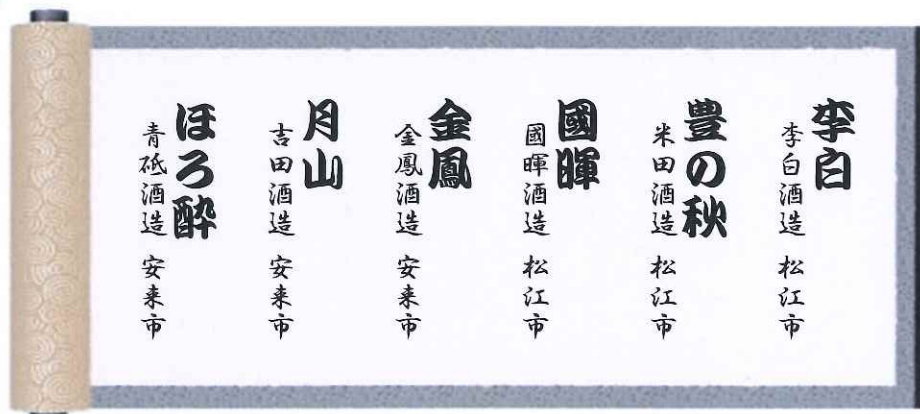 李白
李白酒造 松江市
豊の秋
米田酒造 松江市
國暉
國暉酒造 松江市
金鳳
金鳳酒造 安来市
月山
吉田酒造 安来市
ほろ酔
青砥酒造 安来市